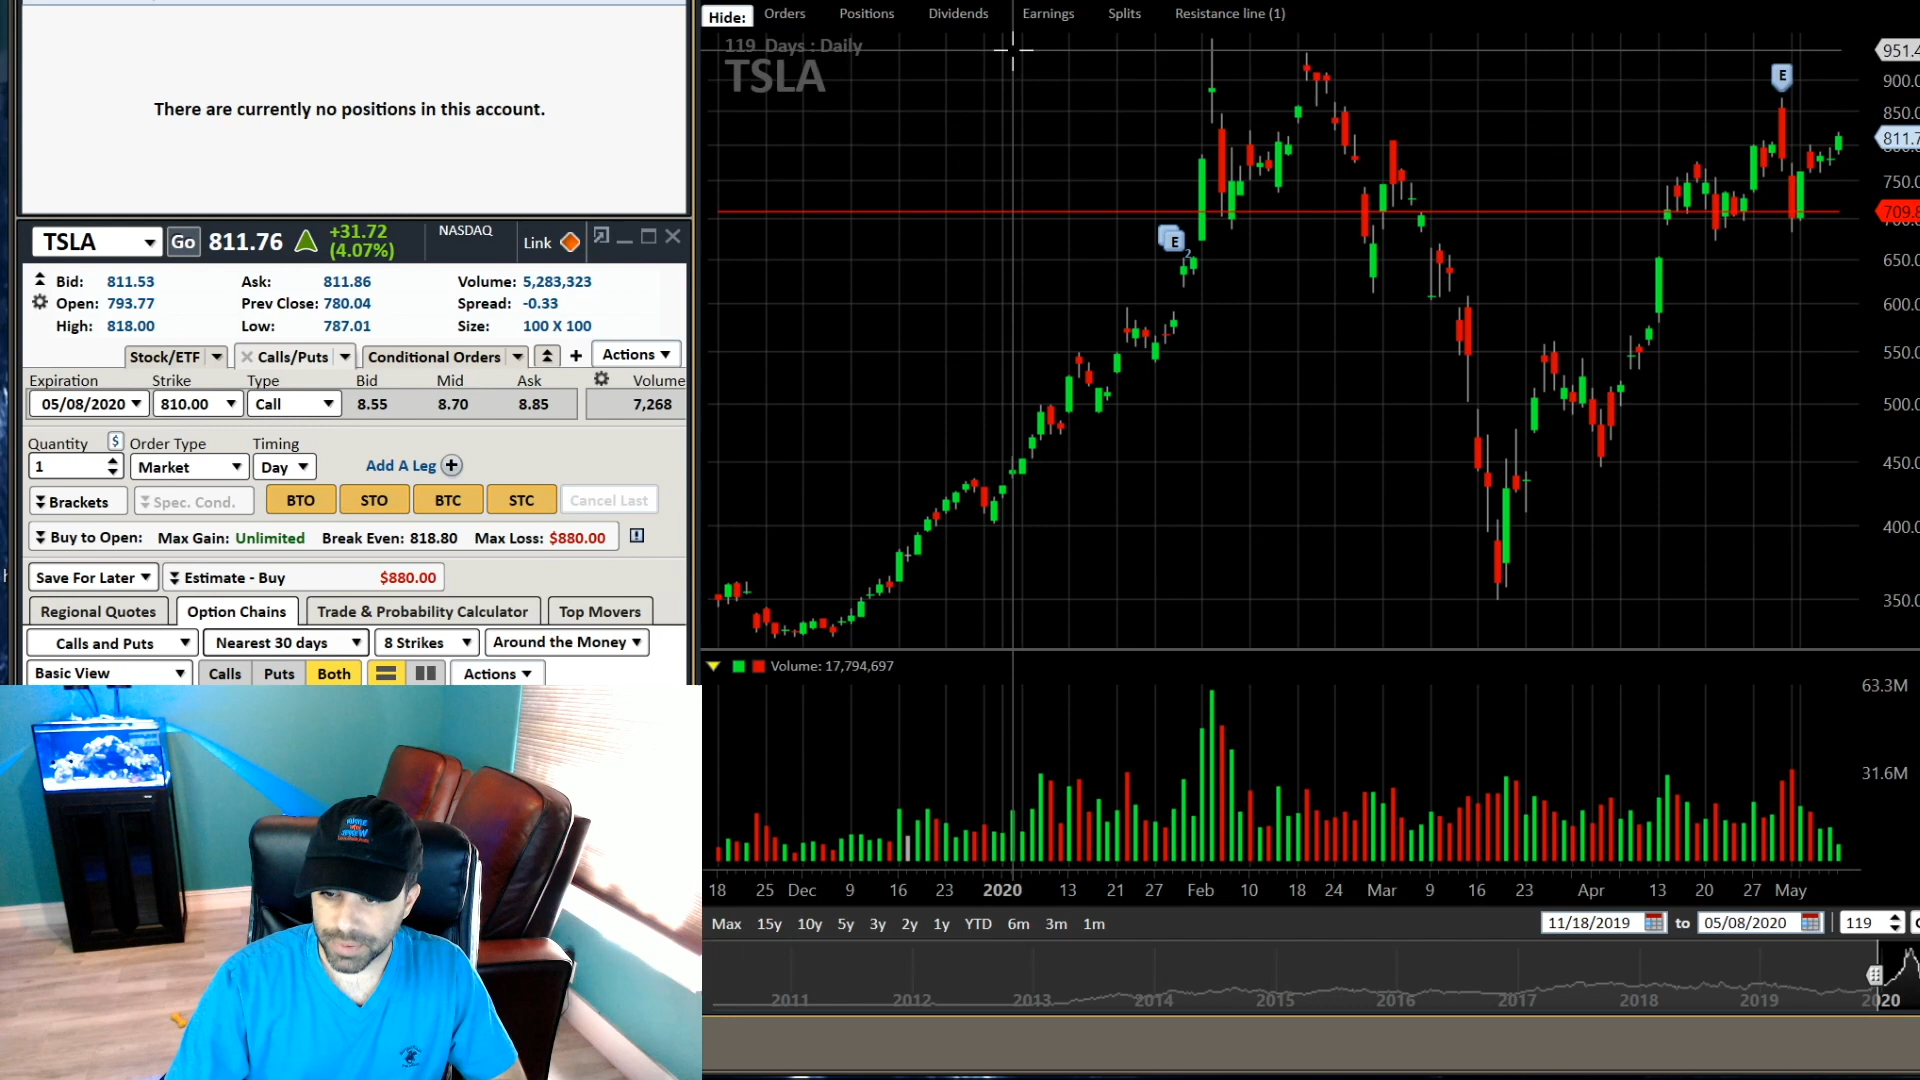 There are currently no positions in this account.
TSLA Go 811.76 +31.72 (4.07%) NASDAQ Link
Bid: 811.53 Ask: 811.86 Volume: 5,283,323
Open: 793.77 Prev Close: 780.04 Spread: -0.33
High: 818.00 Low: 787.01 Size: 100 X 100
Stock/ETF Calls/Puts Conditional Orders Actions
Expiration Strike Type Bid Mid Ask Volume
05/08/2020 810.00 Call 8.55 8.70 8.85 7,268
Quantity $ Order Type Timing
1 Market Day Add A Leg
Brackets Spec. Cond. BTO STO BTC STC Cancel Last
Buy to Open: Max Gain: Unlimited Break Even: 818.80 Max Loss: $880.00
Save For Later Estimate - Buy $880.00
Regional Quotes Option Chains Trade & Probability Calculator Top Movers
Calls and Puts Nearest 30 days 8 Strikes Around the Money
Basic View Calls Puts Both Actions
Hide: Orders Positions Dividends Earnings Splits Resistance line (1)
119 Days : Daily
TSLA
951.4
900.0
E
850.0
811.7
750.0
709.8
E
2
650.0
600.0
550.0
500.0
450.0
400.0
350.0
Volume: 17,794,697
63.3M
31.6M
18 25 Dec 9 16 23 2020 13 21 27 Feb 10 18 24 Mar 9 16 23 Apr 13 20 27 May
Max 15y 10y 5y 3y 2y 1y YTD 6m 3m 1m 11/18/2019 to 05/08/2020 119
2011 2012 2013 2014 2015 2016 2017 2018 2019 2020